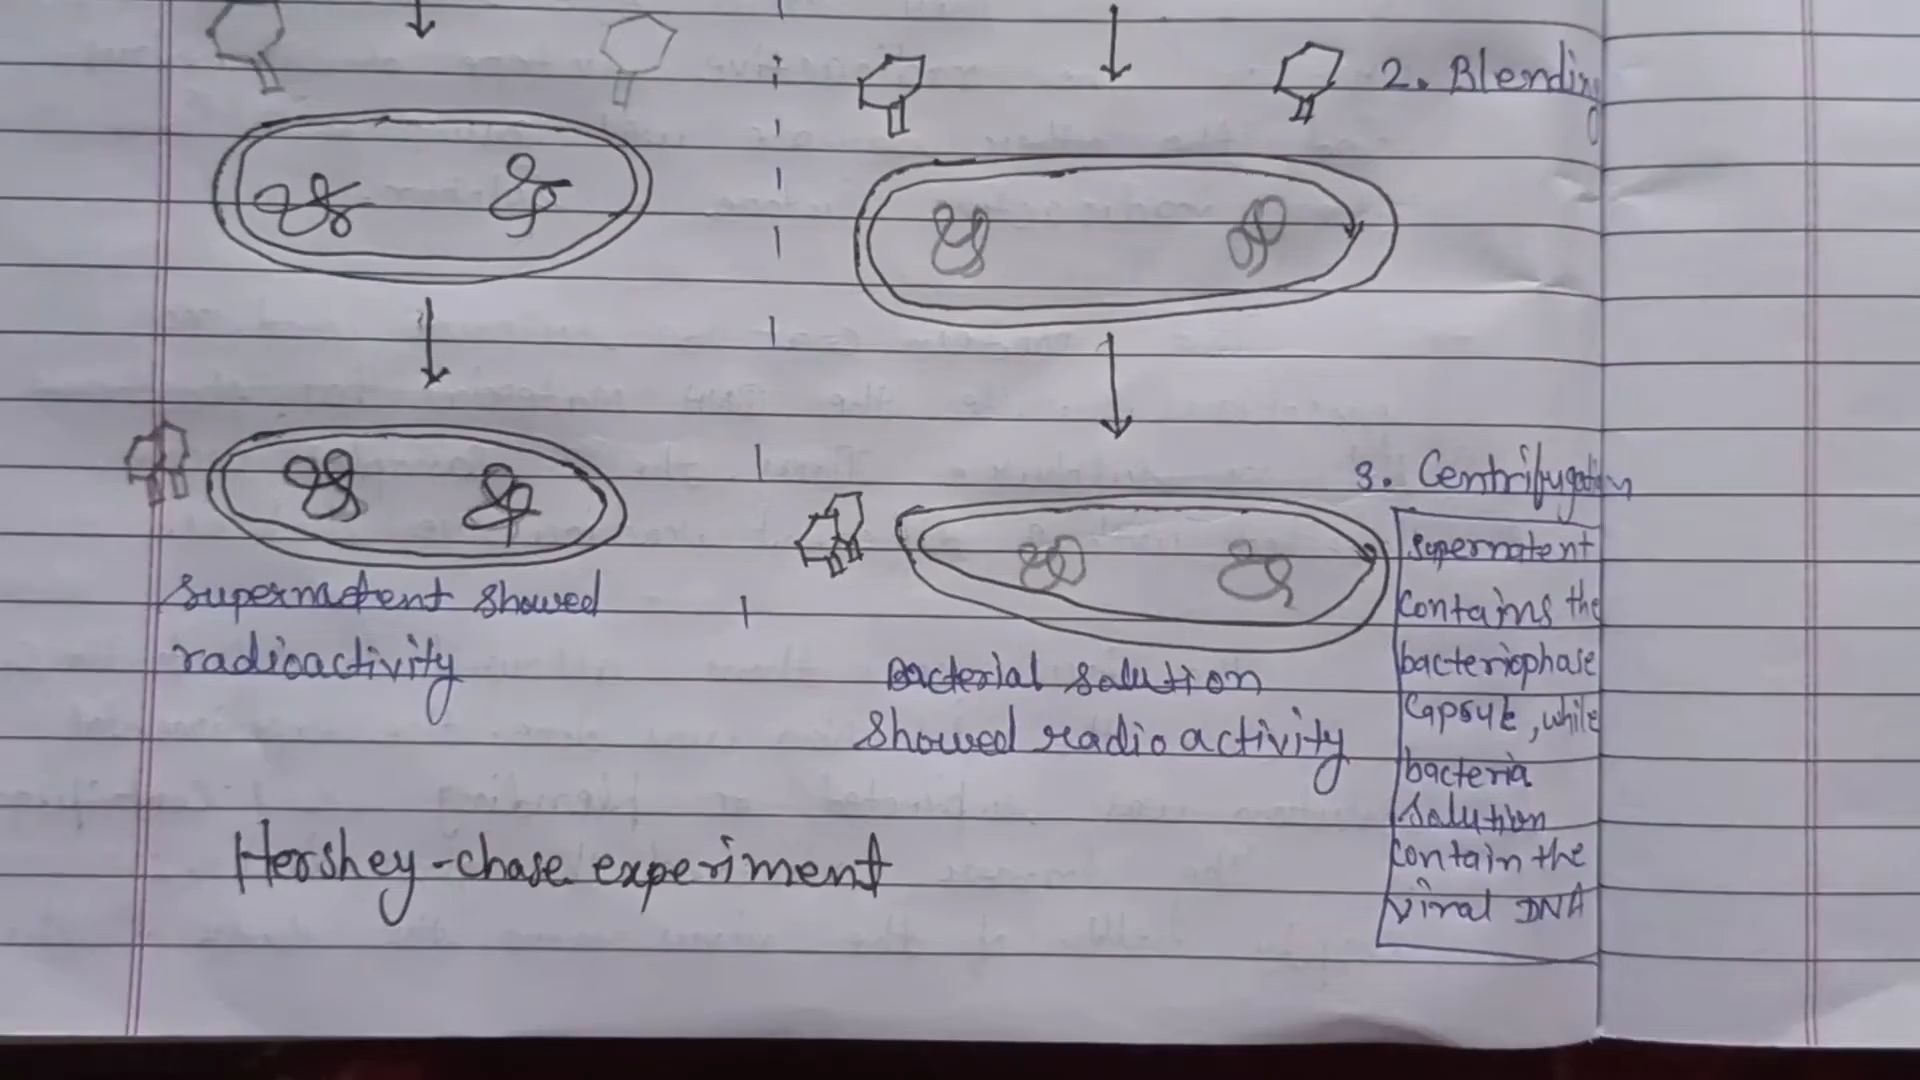 2. Blending
3. Centrifugation
supernatent
contains the
bacteriophase
Capsule, while
bacteria
Solution
contain the
viral DNA
supernatent showed
radioactivity
Bacterial solution
showed radioactivity
Hershey-chase experiment